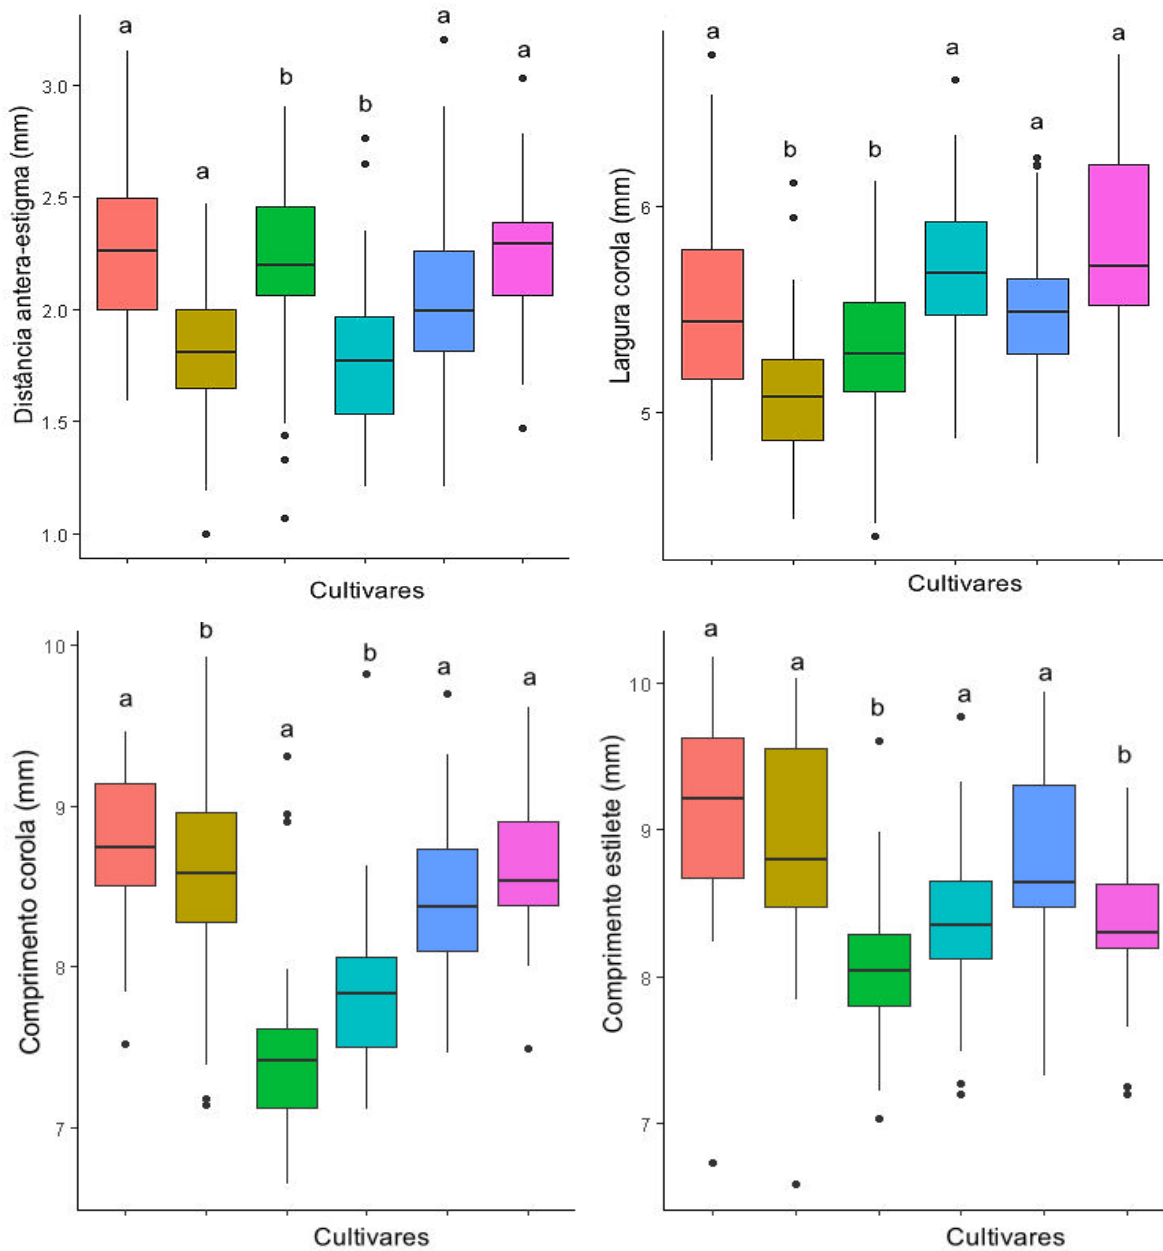 Distância antera-estigma (mm)
3.0
2.5
2.0
1.5
1.0
a
a
b
b
a
a
Cultivares
Largura corola (mm)
6
5
a
b
b
a
a
a
Cultivares
Comprimento corola (mm)
10
9
8
7
a
b
a
b
a
a
Cultivares
Comprimento estilete (mm)
10
9
8
7
a
a
b
a
a
b
Cultivares